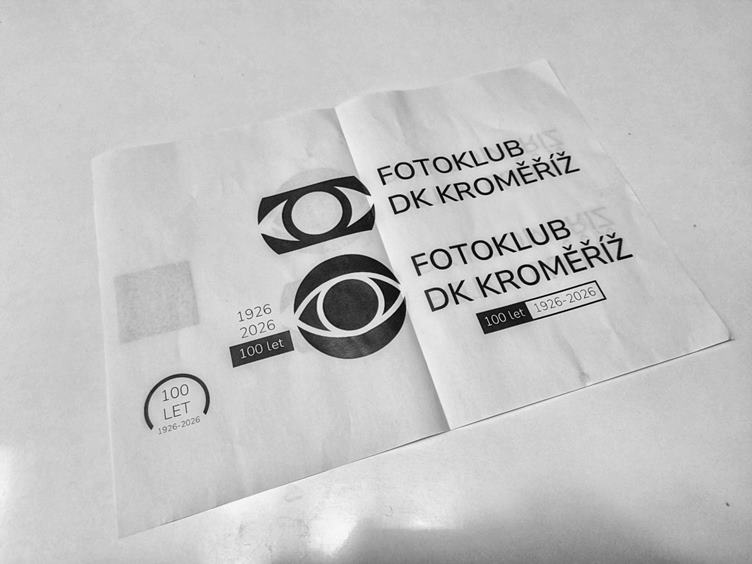 FOTOKLUB
DK KROMĚŘÍŽ
FOTOKLUB
DK KROMĚŘÍŽ
100 let 1926-2026
1926
2026
100 let
100
LET
1926-2026